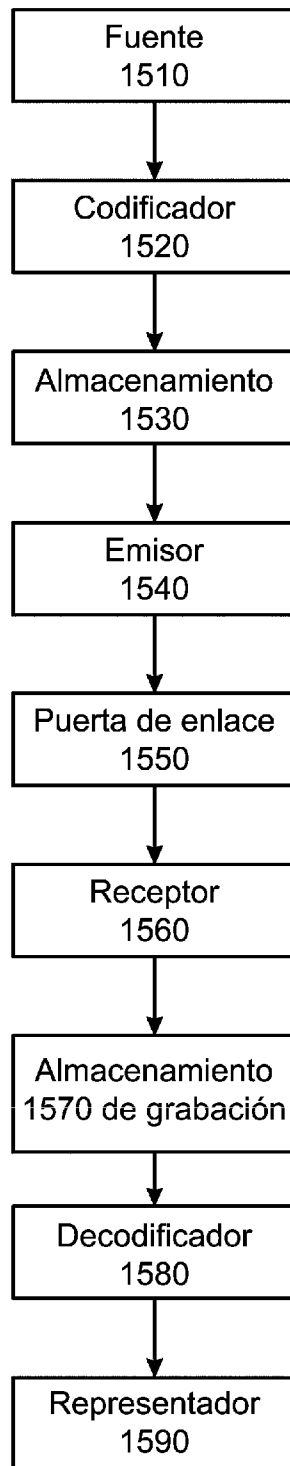 Fuente
1510
Codificador
1520
Almacenamiento
1530
Emisor
1540
Puerta de enlace
1550
Receptor
1560
Almacenamiento
1570 de grabación
Decodificador
1580
Representador
1590